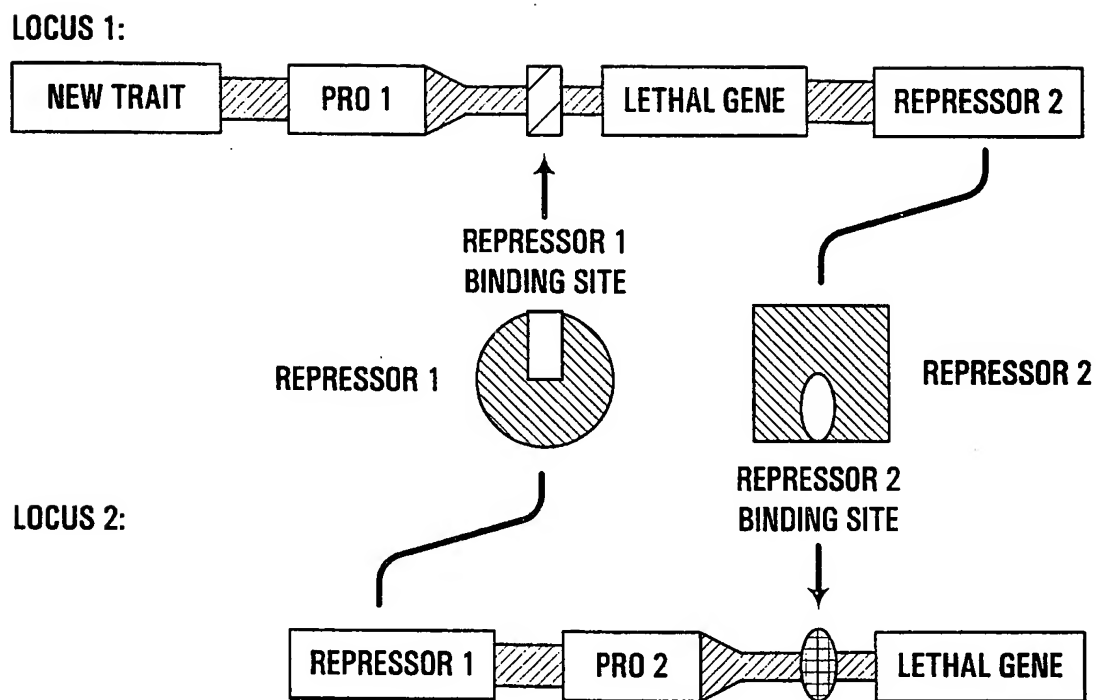 LOCUS 1:
NEW TRAIT
PRO 1
LETHAL GENE
REPRESSOR 2
REPRESSOR 1
BINDING SITE
REPRESSOR 1
REPRESSOR 2
REPRESSOR 2
BINDING SITE
LOCUS 2:
REPRESSOR 1
PRO 2
LETHAL GENE